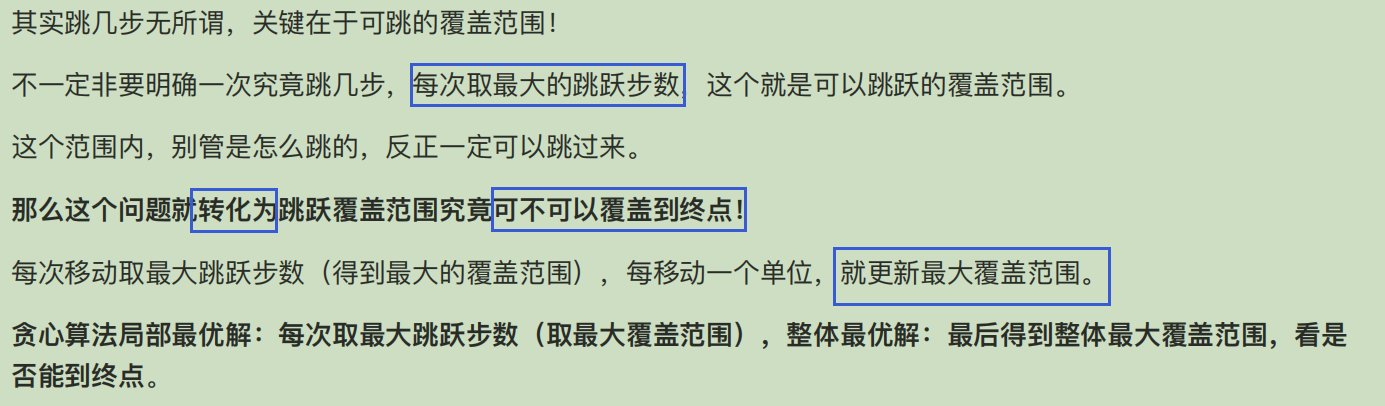 其实跳几步无所谓，关键在于可跳的覆盖范围！
不一定非要明确一次究竟跳几步，每次取最大的跳跃步数，这个就是可以跳跃的覆盖范围。
这个范围内，别管是怎么跳的，反正一定可以跳过来。
那么这个问题就转化为跳跃覆盖范围究竟可不可以覆盖到终点！
每次移动取最大跳跃步数（得到最大的覆盖范围），每移动一个单位，就更新最大覆盖范围。
贪心算法局部最优解：每次取最大跳跃步数（取最大覆盖范围），整体最优解：最后得到整体最大覆盖范围，看是
否能到终点。